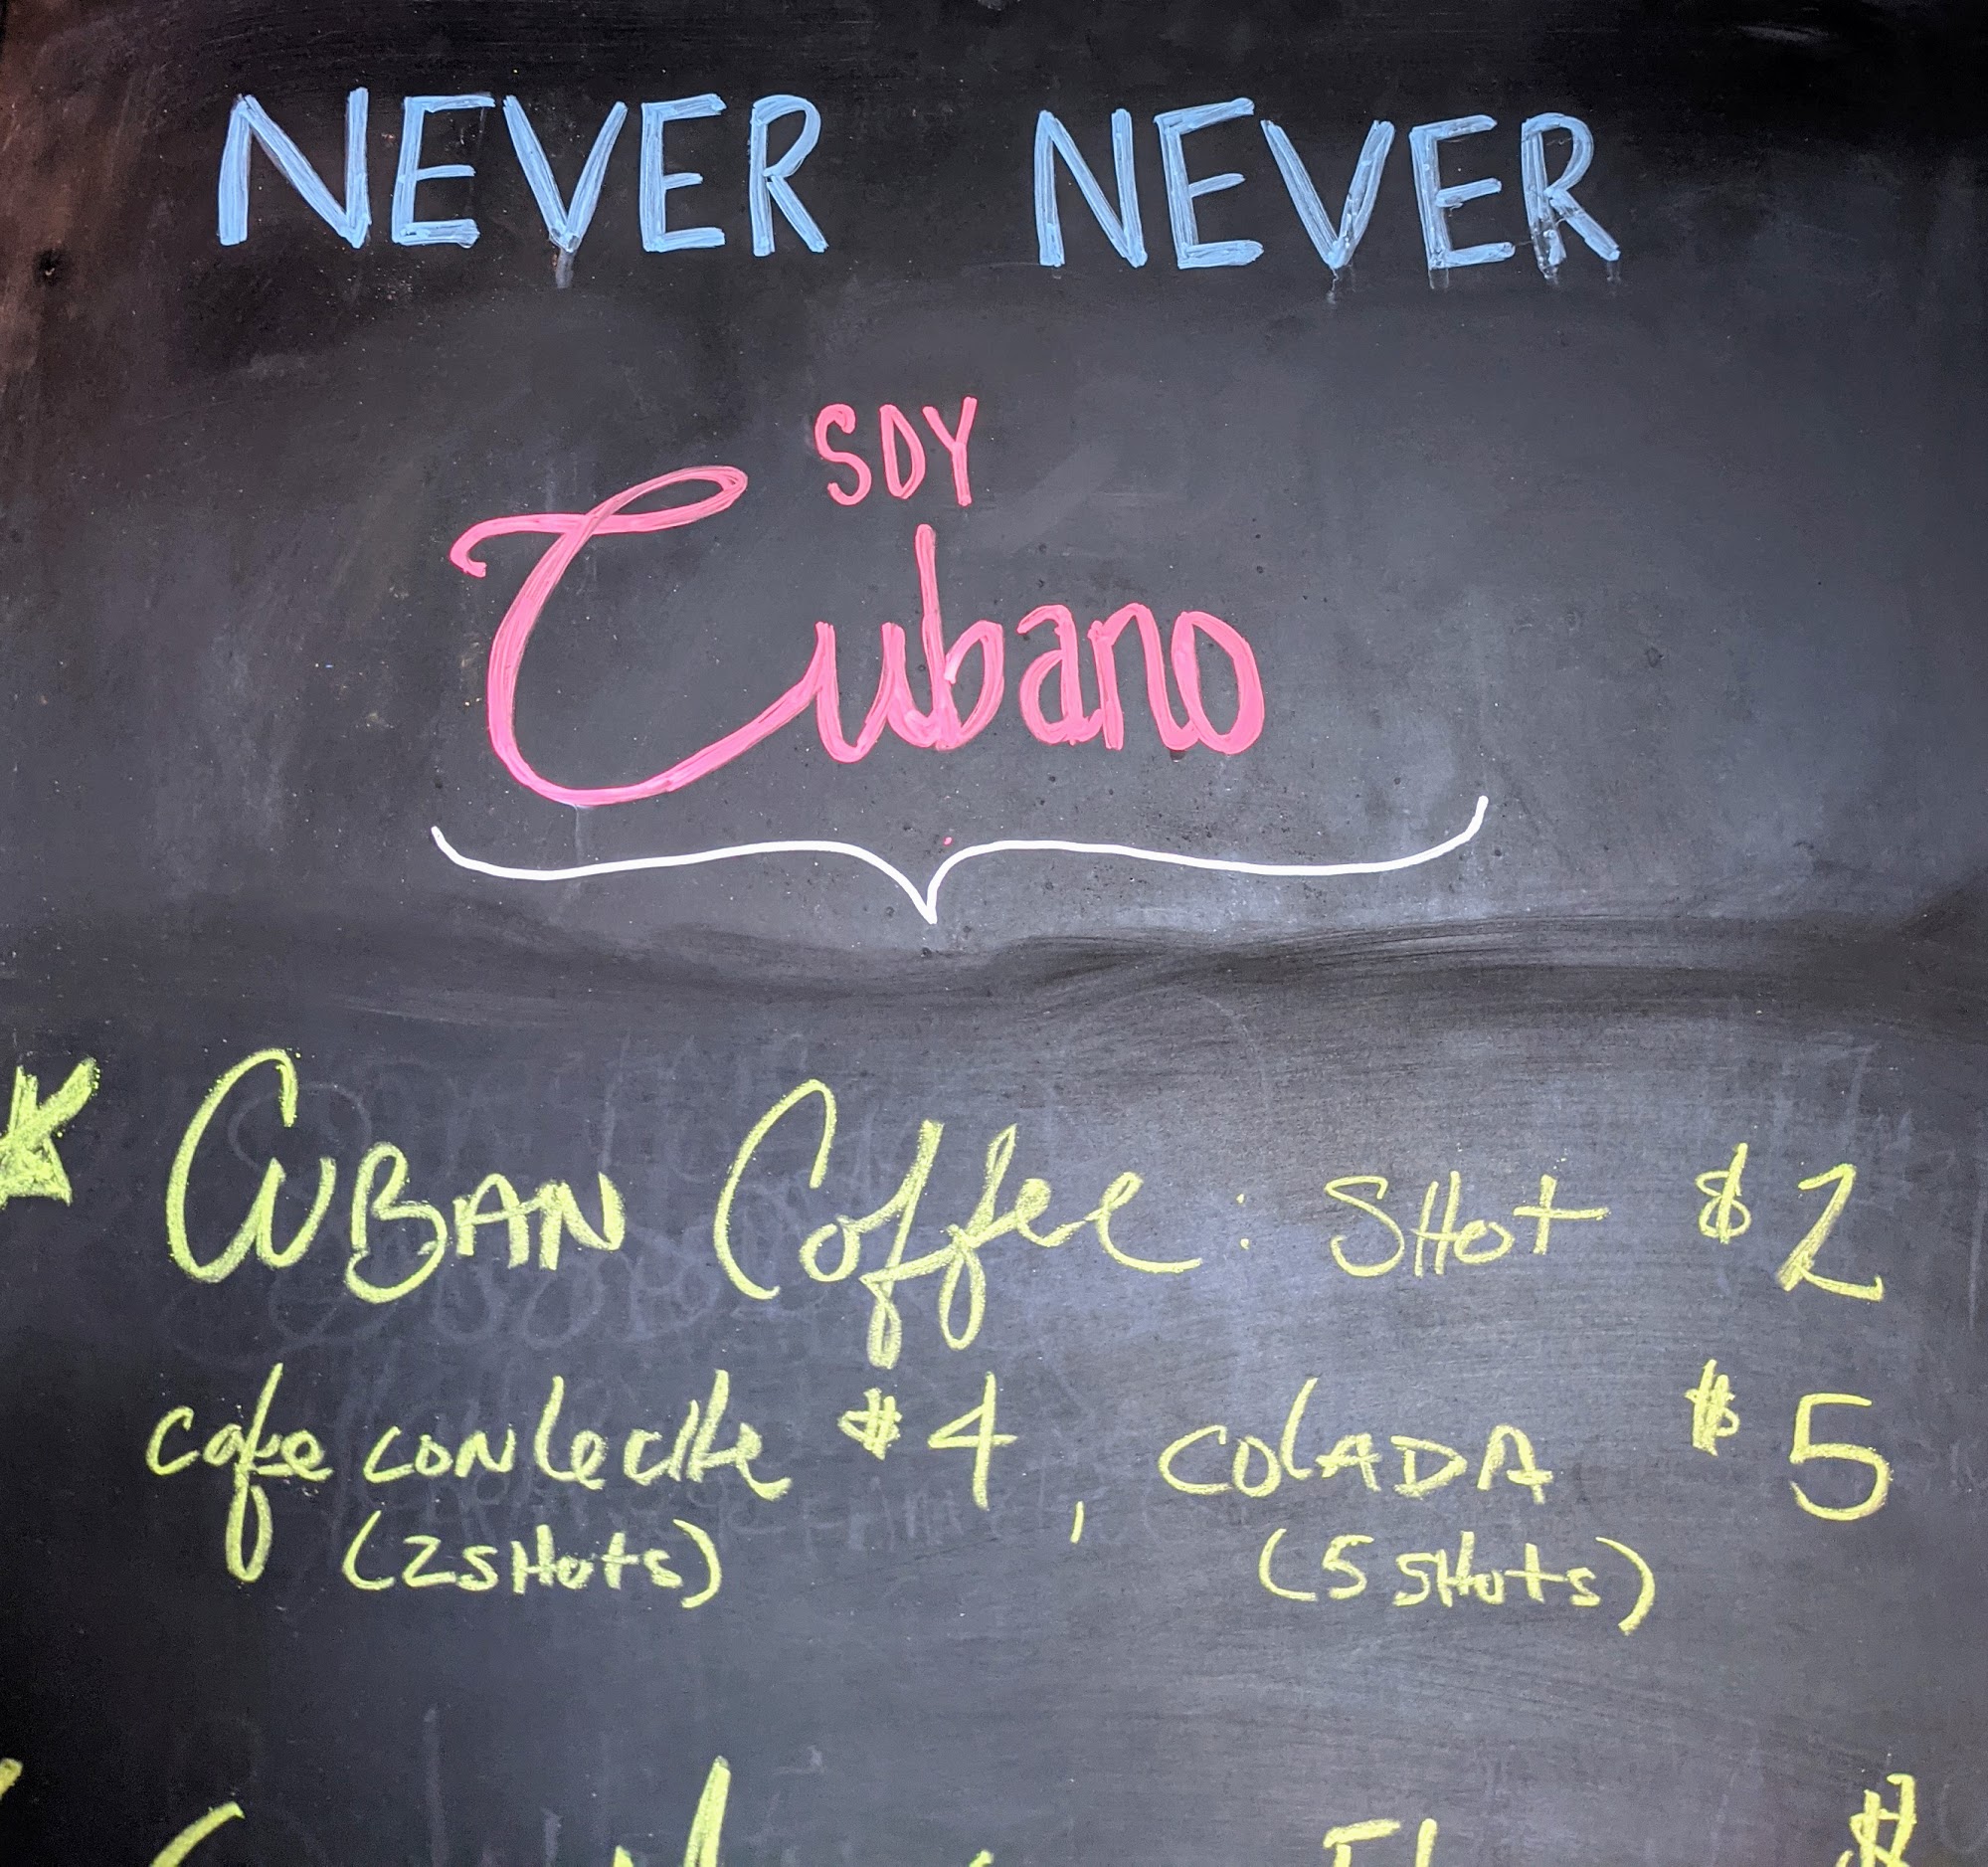 NEVER NEVER
SOY
Cubano
CUBAN Coffee: SHot $2
cafe con leche $4, COlADA $5
(2 SHots) (5 SHots)